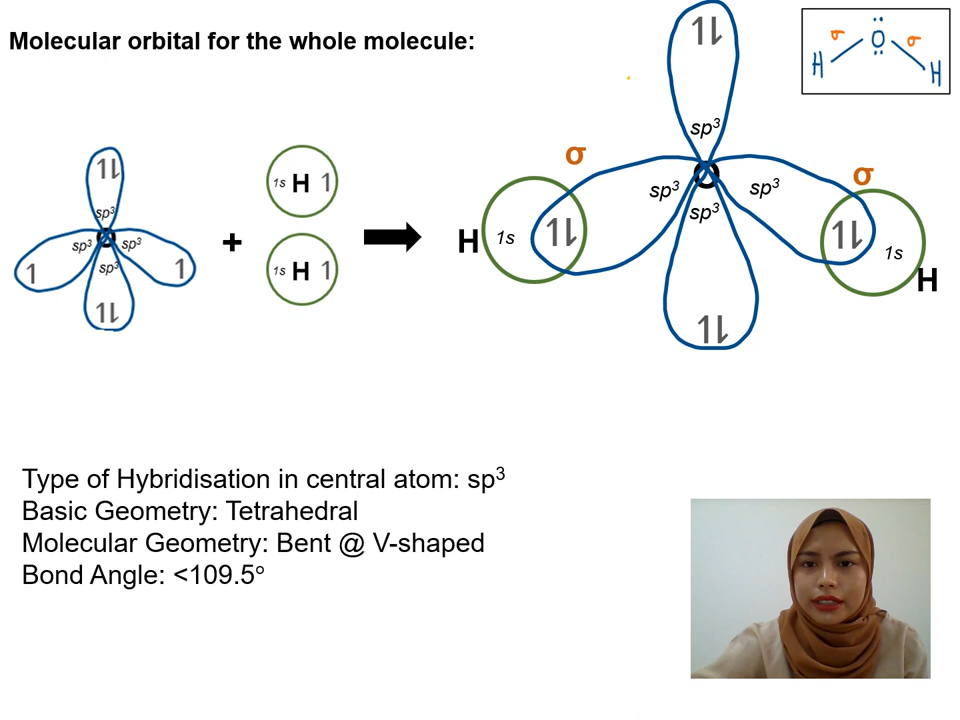 Molecular orbital for the whole molecule:
σ Ö σ
H H
1⇂
sp³
sp³ sp³
sp³
1 1
1⇂
+
1s H 1
1s H 1
1⇂
sp³
σ σ
O
sp³ sp³
sp³
H 1s 1⇂
1⇂ 1s
H
1⇂
Type of Hybridisation in central atom: sp³
Basic Geometry: Tetrahedral
Molecular Geometry: Bent @ V-shaped
Bond Angle: <109.5°